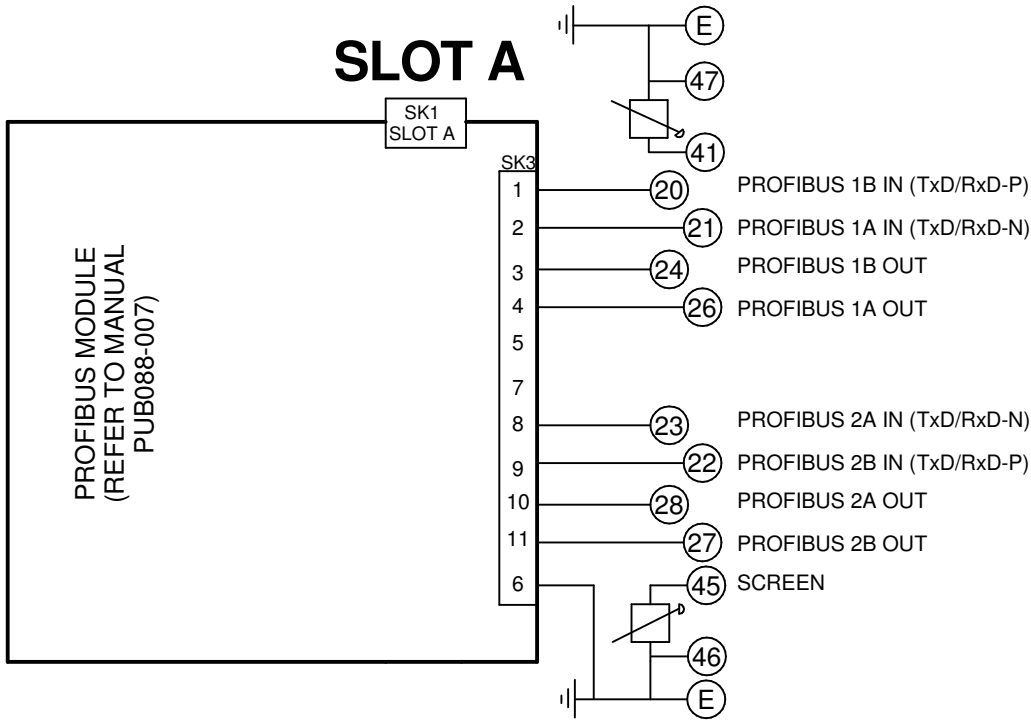 E
SLOT A
47
SK1
SLOT A
41
SK3
1 20 PROFIBUS 1B IN (TxD/RxD-P)
2 21 PROFIBUS 1A IN (TxD/RxD-N)
3 24 PROFIBUS 1B OUT
4 26 PROFIBUS 1A OUT
5
7
8 23 PROFIBUS 2A IN (TxD/RxD-N)
9 22 PROFIBUS 2B IN (TxD/RxD-P)
10 28 PROFIBUS 2A OUT
11 27 PROFIBUS 2B OUT
6 45 SCREEN
46
E
PROFIBUS MODULE
(REFER TO MANUAL
PUB088-007)